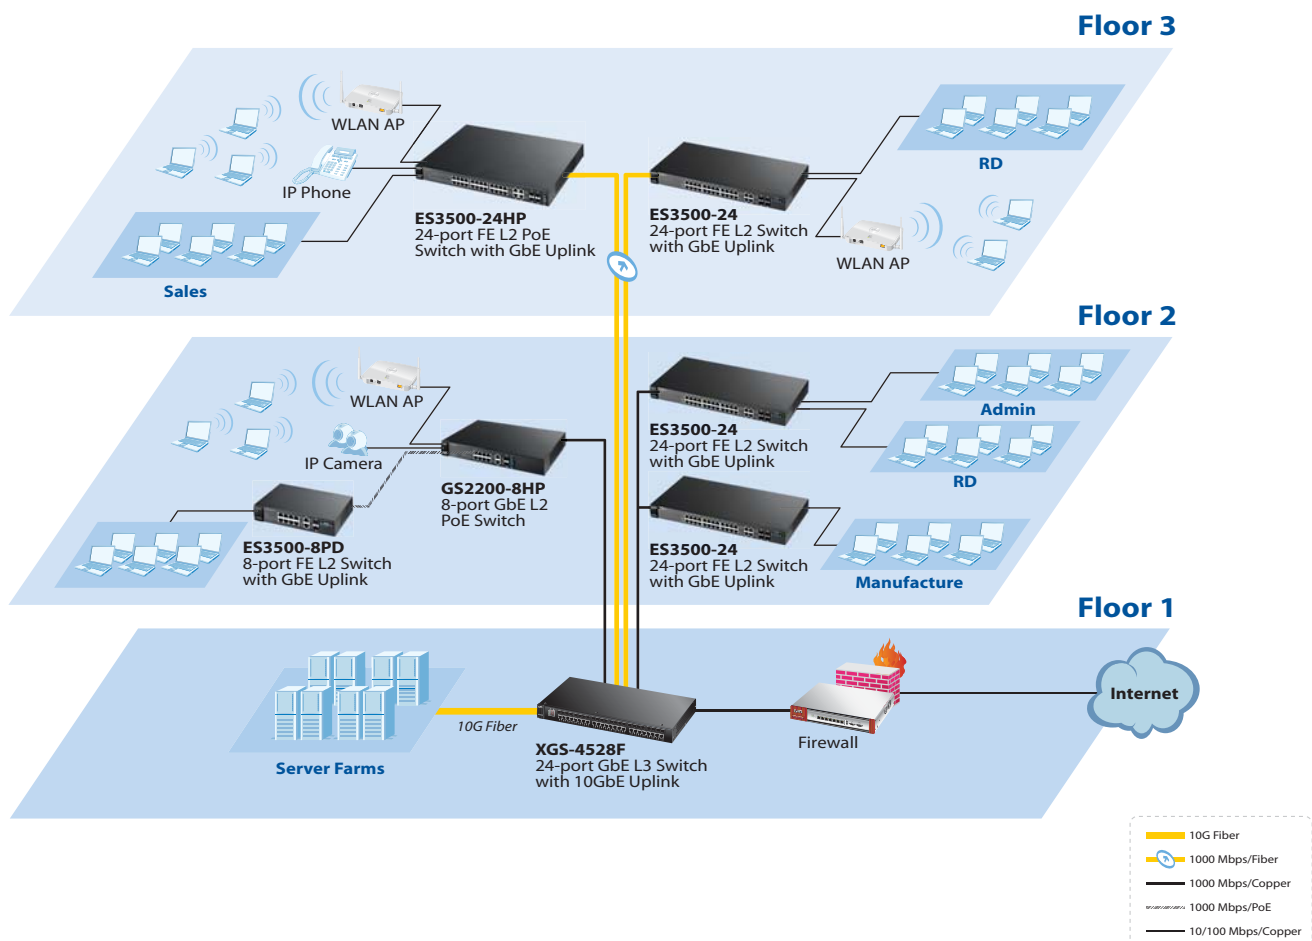 Floor 3
WLAN AP
IP Phone
ES3500-24HP
24-port FE L2 PoE
Switch with GbE Uplink
Sales
ES3500-24
24-port FE L2 Switch
with GbE Uplink
RD
WLAN AP
Floor 2
WLAN AP
IP Camera
GS2200-8HP
8-port GbE L2
PoE Switch
ES3500-8PD
8-port FE L2 Switch
with GbE Uplink
ES3500-24
24-port FE L2 Switch
with GbE Uplink
Admin
RD
ES3500-24
24-port FE L2 Switch
with GbE Uplink
Manufacture
Floor 1
Server Farms
10G Fiber
XGS-4528F
24-port GbE L3 Switch
with 10GbE Uplink
Firewall
Internet
10G Fiber
1000 Mbps/Fiber
1000 Mbps/Copper
1000 Mbps/PoE
10/100 Mbps/Copper